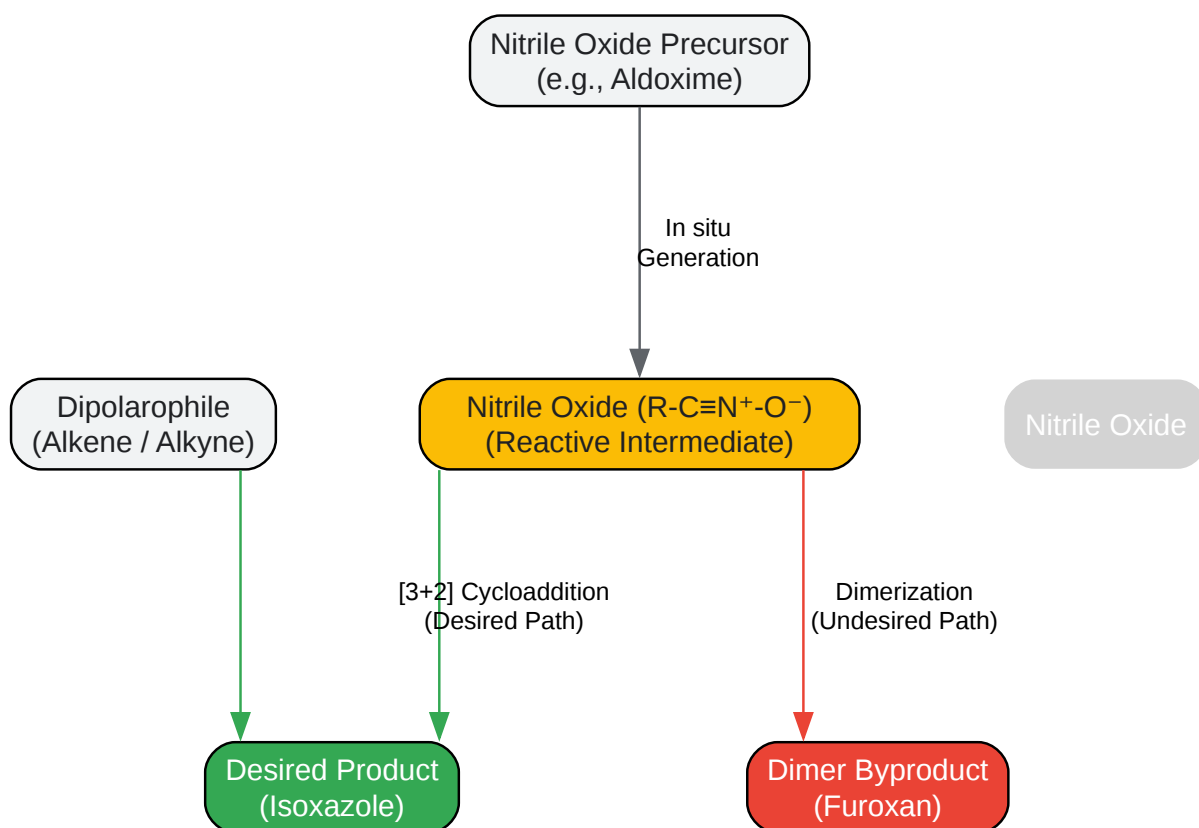 Nitrile Oxide Precursor
(e.g., Aldoxime)
In situ
Generation
Dipolarophile
(Alkene / Alkyne)
Nitrile Oxide (R-C≡N⁺-O⁻)
(Reactive Intermediate)
Nitrile Oxide
[3+2] Cycloaddition
(Desired Path)
Dimerization
(Undesired Path)
Desired Product
(Isoxazole)
Dimer Byproduct
(Furoxan)